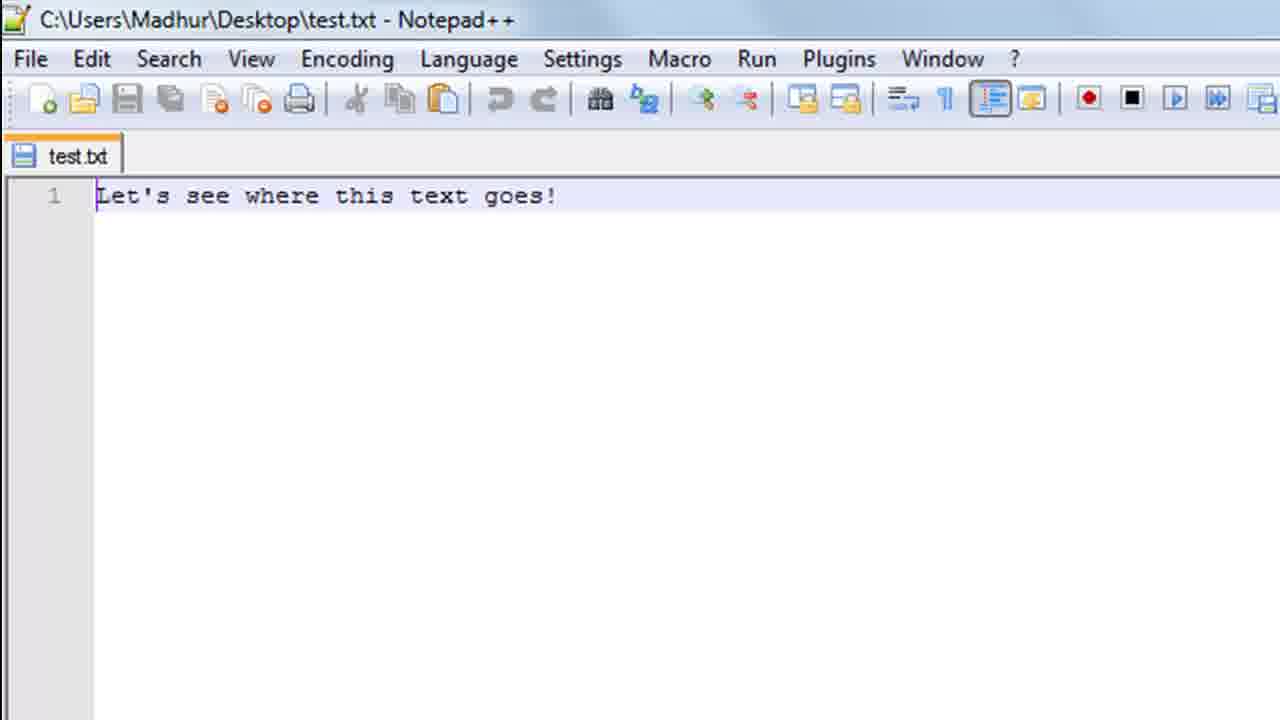 C:\Users\Madhur\Desktop\test.txt - Notepad++
File Edit Search View Encoding Language Settings Macro Run Plugins Window ?
test.txt
1 Let's see where this text goes!